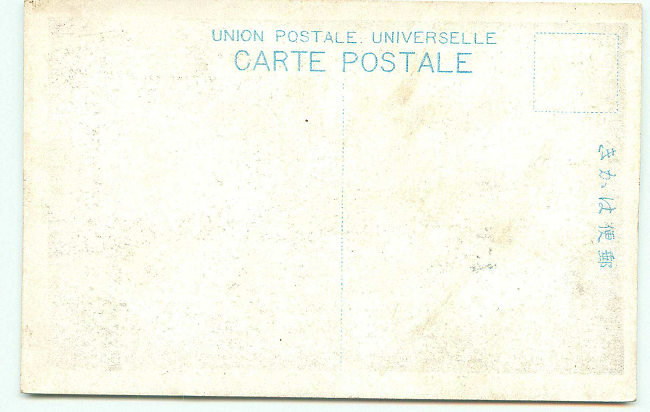 UNION POSTALE. UNIVERSELLE
CARTE POSTALE
郵便はかき